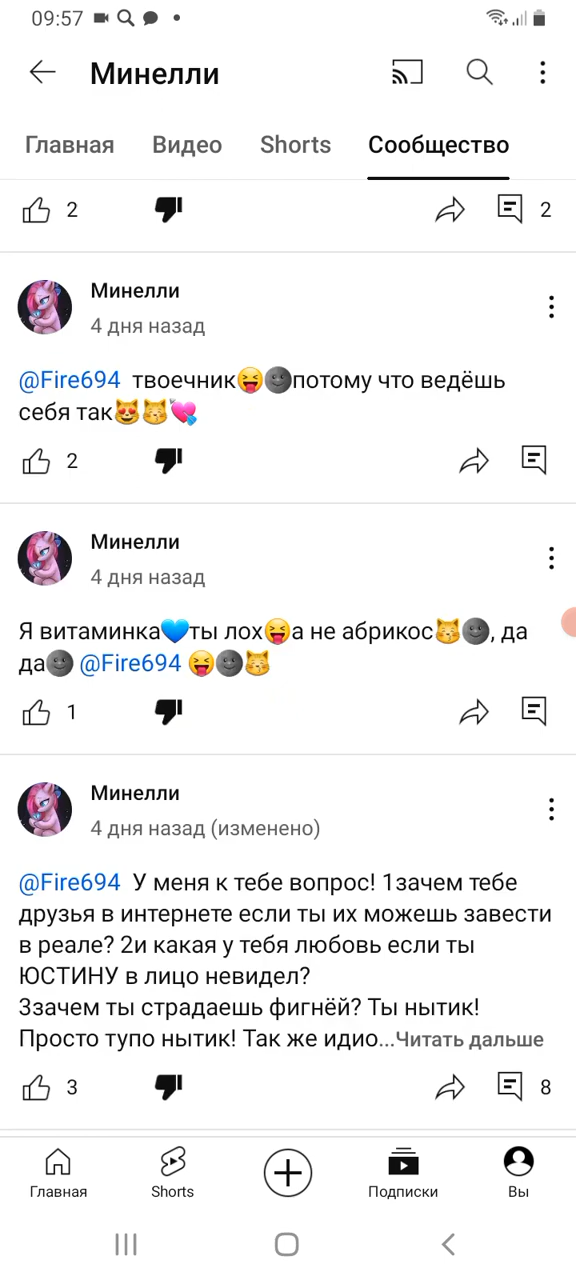 09:57
Минелли
Главная Видео Shorts Сообщество
2 2
Минелли
4 дня назад
@Fire694 твоечник😝🌚потому что ведёшь
себя так😻😽💘
2
Минелли
4 дня назад
Я витаминка💙ты лох😝а не абрикос😽🌚, да
да🌚 @Fire694 😝🌚😽
1
Минелли
4 дня назад (изменено)
@Fire694 У меня к тебе вопрос! 1зачем тебе
друзья в интернете если ты их можешь завести
в реале? 2и какая у тебя любовь если ты
ЮСТИНУ в лицо невидел?
3зачем ты страдаешь фигнёй? Ты нытик!
Просто тупо нытик! Так же идио...Читать дальше
3 8
Главная Shorts Подписки Вы